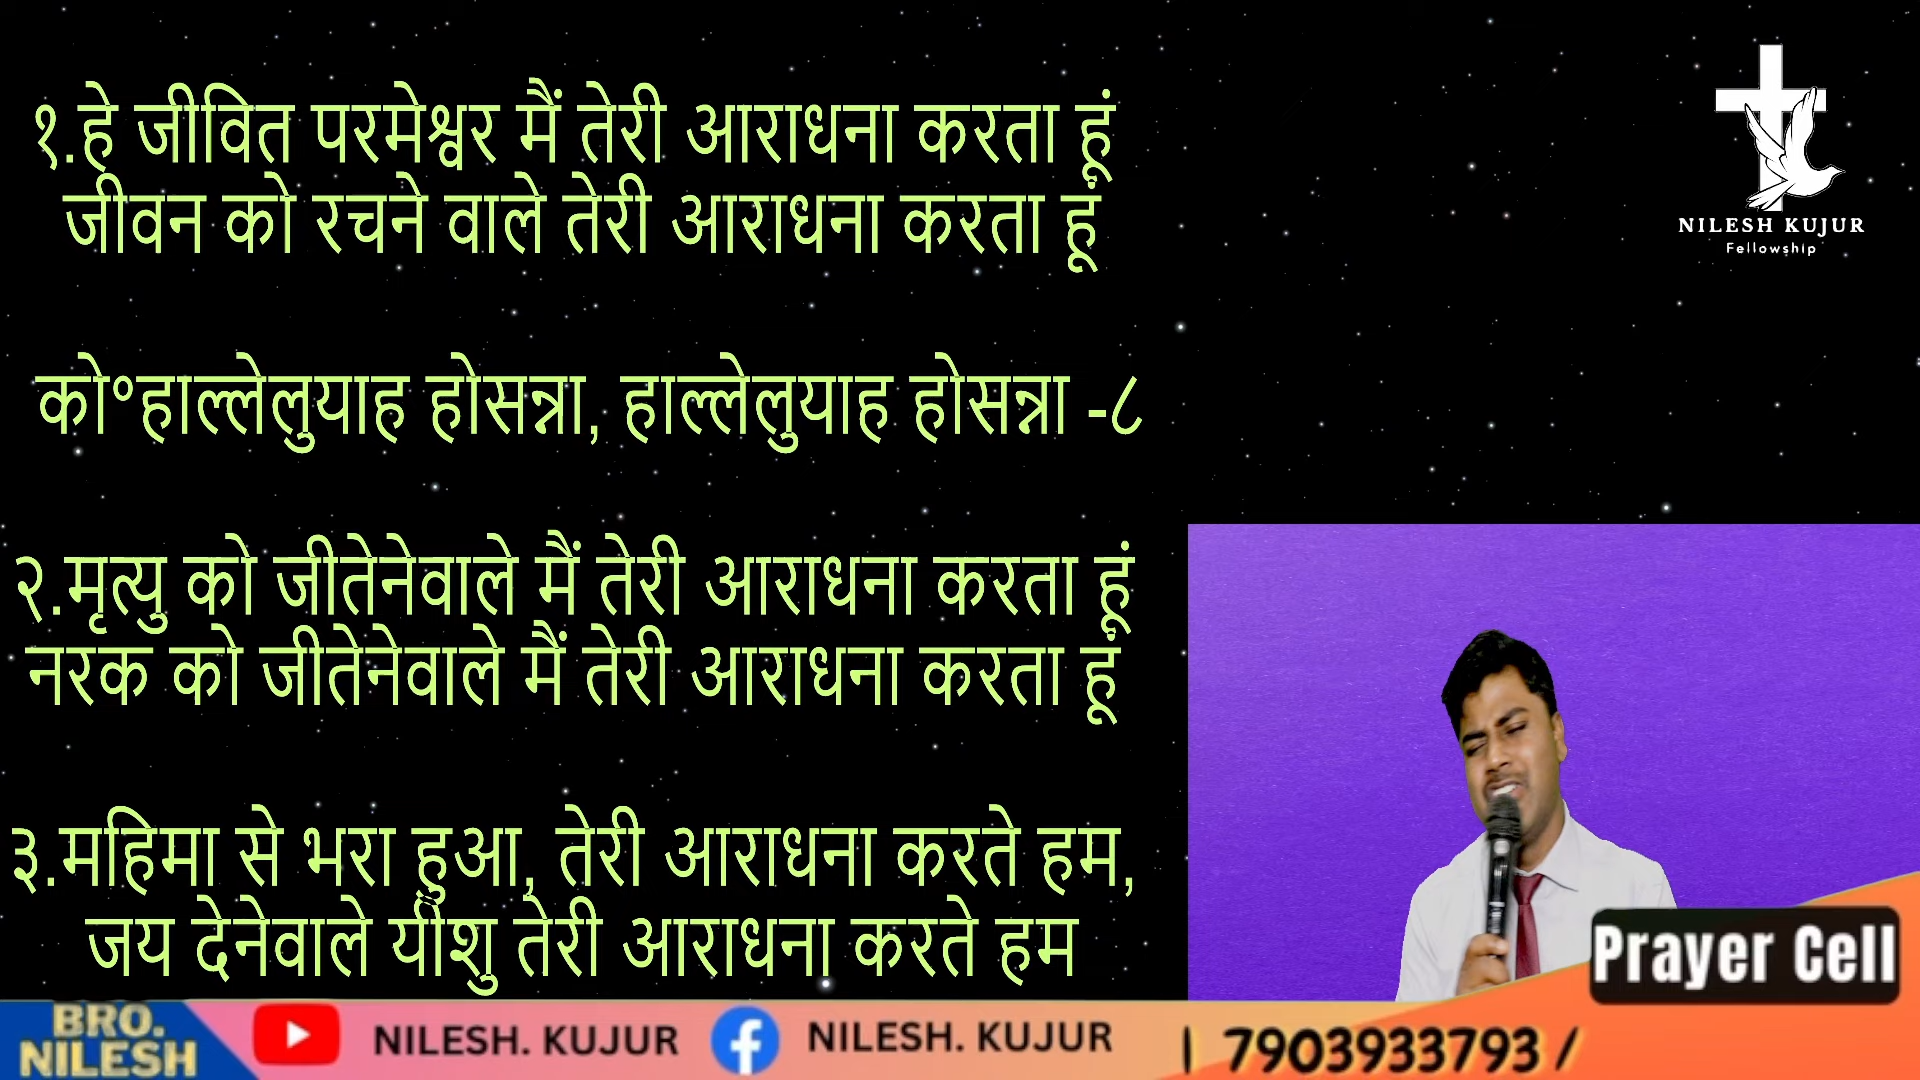 १.हे जीवित परमेश्वर मैं तेरी आराधना करता हूं
जीवन को रचने वाले तेरी आराधना करता हूं
को°हाल्लेलुयाह होसन्ना, हाल्लेलुयाह होसन्ना -८
२.मृत्यु को जीतेनेवाले मैं तेरी आराधना करता हूं
नरक को जीतेनेवाले मैं तेरी आराधना करता हूं
३.महिमा से भरा हुआ, तेरी आराधना करते हम,
जय देनेवाले यीशु तेरी आराधना करते हम
NILESH KUJUR
Fellowship
Prayer Cell
BRO.
NILESH
NILESH. KUJUR
NILESH. KUJUR
| 7903933793 /